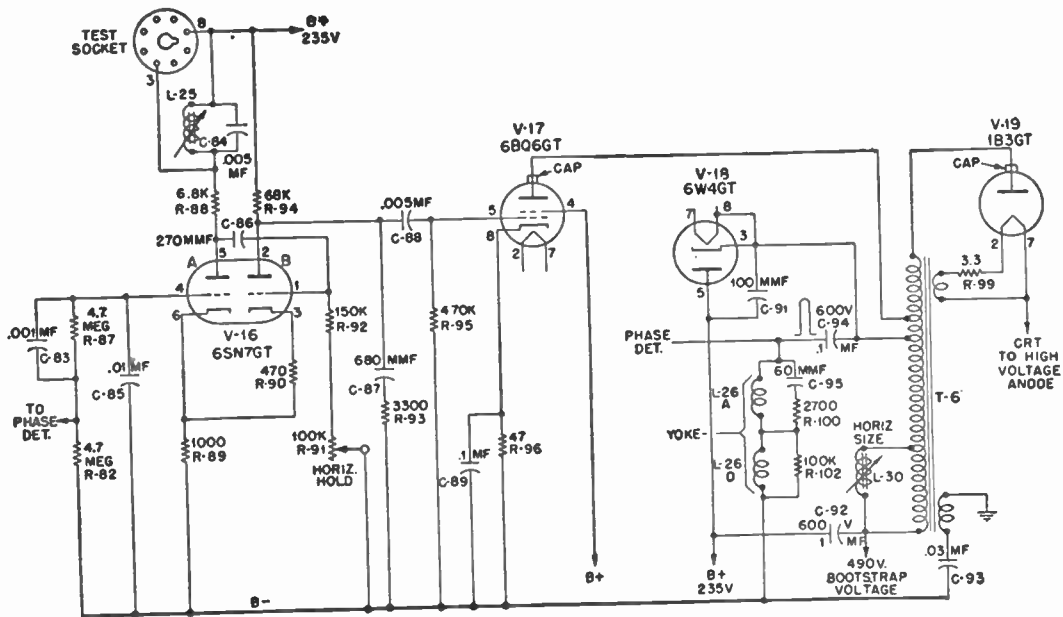 TEST
SOCKET
8
3
B+
235V
L-25
C-84
.005
MF
6.8K
R-88
68K
R-94
C-86
270MMF
5
2
A
B
4
1
6
3
V-16
6SN7GT
.001MF
C-83
4.7
MEG
R-87
.01MF
C-85
TO
PHASE
DET.
4.7
MEG
R-82
1000
R-89
470
R-90
150K
R-92
100K
R-91
HORIZ.
HOLD
.005MF
C-88
680
MMF
C-87
3300
R-93
470K
R-95
V-17
6BQ6GT
CAP
5
4
8
2
7
.1 MF
C-89
47
R-96
B+
B-
V-18
6W4GT
7
8
3
5
100
MMF
C-91
PHASE
DET.
600V
C-94
.1
MF
60
MMF
C-95
L-26
A
2700
R-100
YOKE-
L-26
D
100K
R-102
HORIZ
SIZE
L-30
C-92
600 V
1 MF
B+
235V
490V.
BOOTSTRAP
VOLTAGE
.03 MF
C-93
T-6
V-19
1B3GT
CAP
2
7
3.3
R-99
CRT
TO HIGH
VOLTAGE
ANODE